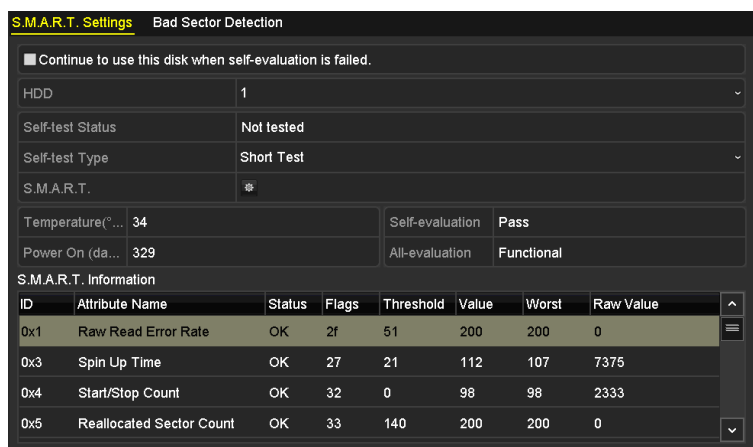 S.M.A.R.T. Settings Bad Sector Detection
Continue to use this disk when self-evaluation is failed.
HDD 1
Self-test Status Not tested
Self-test Type Short Test
S.M.A.R.T.
Temperature(°... 34 Self-evaluation Pass
Power On (da... 329 All-evaluation Functional
S.M.A.R.T. Information
ID Attribute Name Status Flags Threshold Value Worst Raw Value
0x1 Raw Read Error Rate OK 2f 51 200 200 0
0x3 Spin Up Time OK 27 21 112 107 7375
0x4 Start/Stop Count OK 32 0 98 98 2333
0x5 Reallocated Sector Count OK 33 140 200 200 0